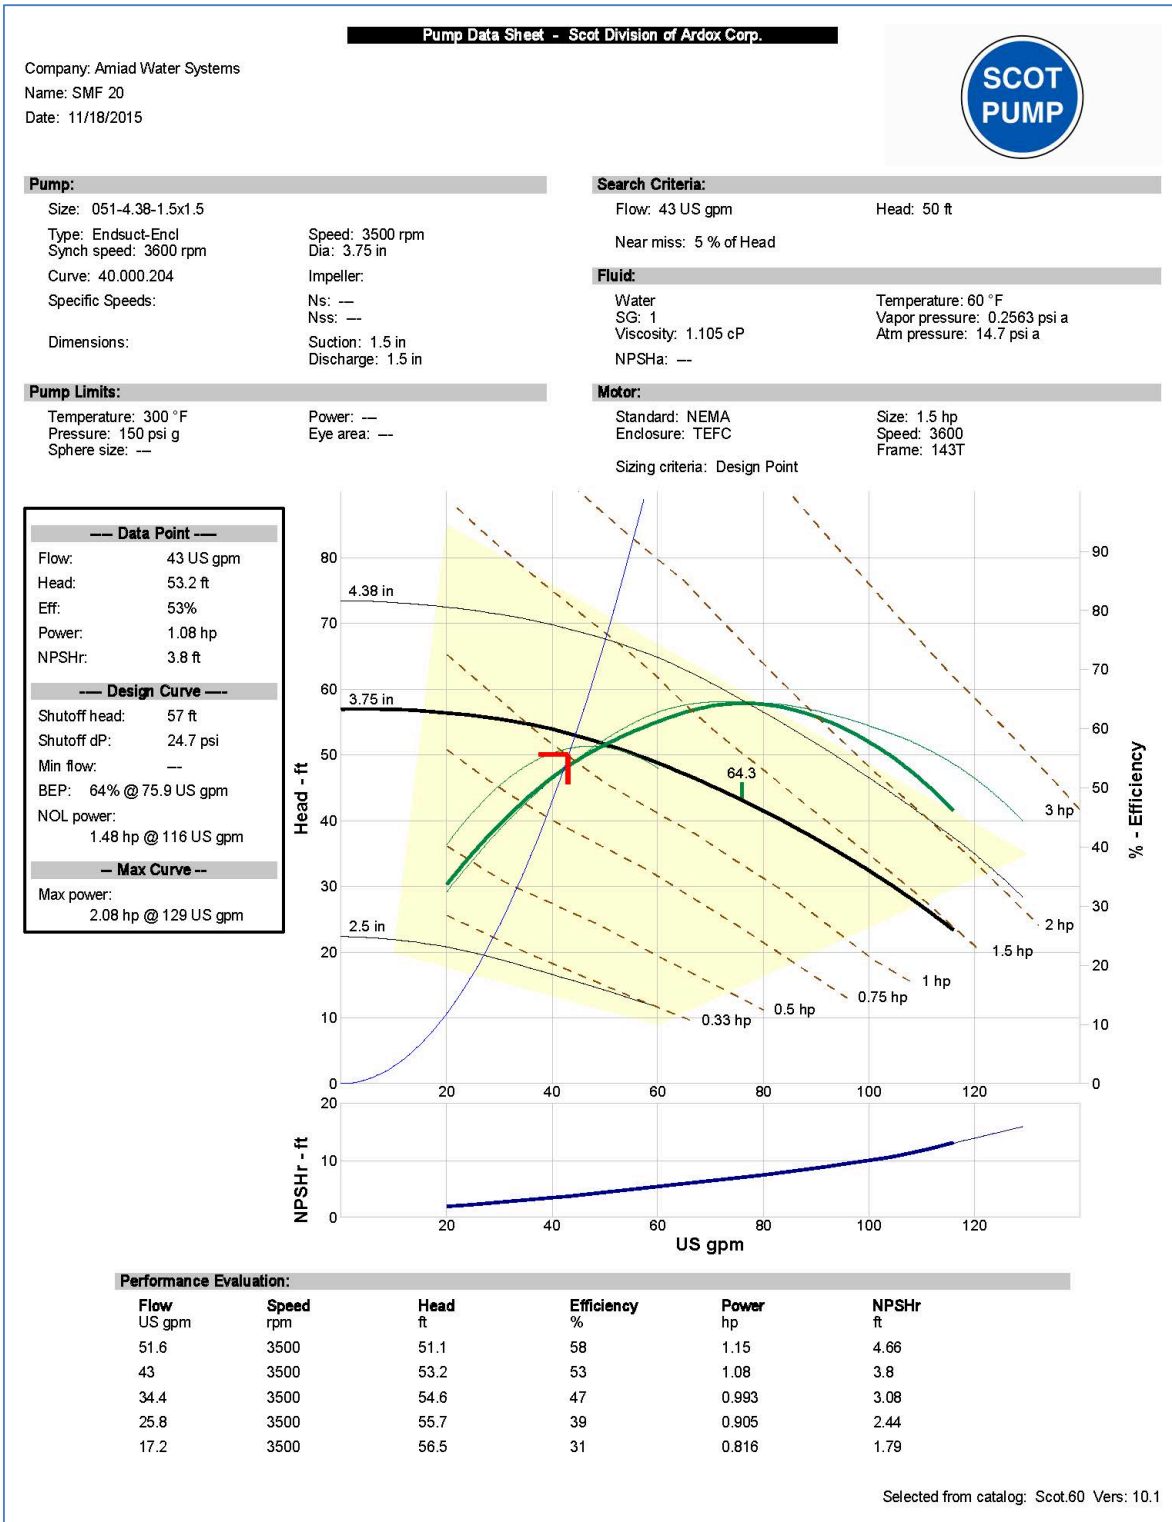 Pump Data Sheet - Scot Division of Ardox Corp.
Company: Amiad Water Systems
Name: SMF 20
Date: 11/18/2015
SCOT
PUMP
Pump:
Size: 051-4.38-1.5x1.5
Type: Endsuct-Encl
Speed: 3500 rpm
Synch speed: 3600 rpm
Dia: 3.75 in
Curve: 40.000.204
Impeller:
Specific Speeds:
Ns: ---
Nss: ---
Dimensions:
Suction: 1.5 in
Discharge: 1.5 in
Search Criteria:
Flow: 43 US gpm
Head: 50 ft
Near miss: 5 % of Head
Fluid:
Water
Temperature: 60 °F
SG: 1
Vapor pressure: 0.2563 psi a
Viscosity: 1.105 cP
Atm pressure: 14.7 psi a
NPSHa: ---
Pump Limits:
Temperature: 300 °F
Power: ---
Pressure: 150 psi g
Eye area: ---
Sphere size: ---
Motor:
Standard: NEMA
Size: 1.5 hp
Enclosure: TEFC
Speed: 3600
Frame: 143T
Sizing criteria: Design Point
---- Data Point ----
Flow: 43 US gpm
Head: 53.2 ft
Eff: 53%
Power: 1.08 hp
NPSHr: 3.8 ft
---- Design Curve ----
Shutoff head: 57 ft
Shutoff dP: 24.7 psi
Min flow: ---
BEP: 64% @ 75.9 US gpm
NOL power:
1.48 hp @ 116 US gpm
-- Max Curve --
Max power:
2.08 hp @ 129 US gpm
Head - ft
80
70
60
50
40
30
20
10
0
4.38 in
3.75 in
2.5 in
64.3
3 hp
2 hp
1.5 hp
1 hp
0.75 hp
0.5 hp
0.33 hp
% - Efficiency
90
80
70
60
50
40
30
20
10
0
20
40
60
80
100
120
NPSHr - ft
20
10
0
20
40
60
80
100
120
US gpm
Performance Evaluation:
Flow Speed Head Efficiency Power NPSHr
US gpm rpm ft % hp ft
51.6 3500 51.1 58 1.15 4.66
43 3500 53.2 53 1.08 3.8
34.4 3500 54.6 47 0.993 3.08
25.8 3500 55.7 39 0.905 2.44
17.2 3500 56.5 31 0.816 1.79
Selected from catalog: Scot.60 Vers: 10.1